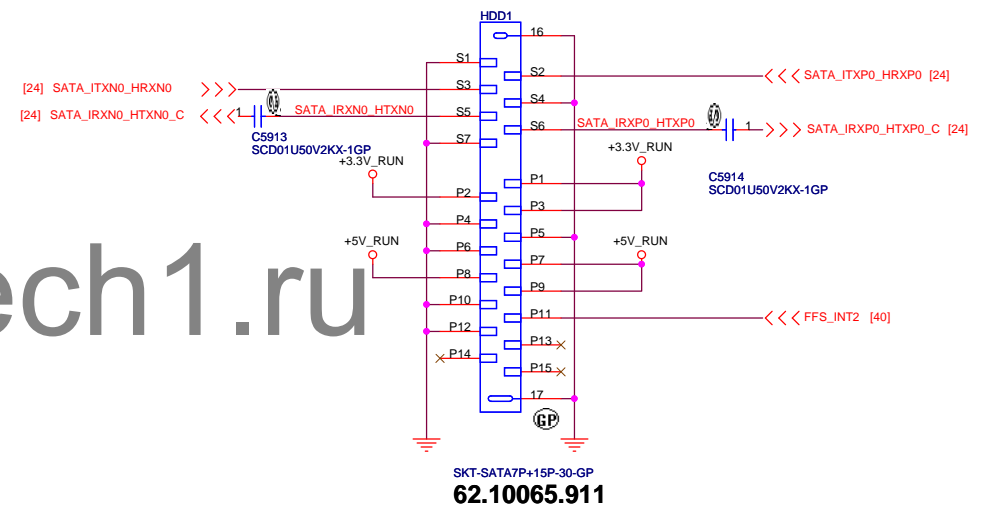 HDD1
16
S1
S2
SATA_ITXP0_HRXP0 [24]
[24] SATA_ITXN0_HRXN0
S3
S4
[24] SATA_IRXN0_HTXN0_C
1
SATA_IRXN0_HTXN0
S5
S6
SATA_IRXP0_HTXP0
1
SATA_IRXP0_HTXP0_C [24]
C5913
SCD01U50V2KX-1GP
S7
+3.3V_RUN
+3.3V_RUN
C5914
SCD01U50V2KX-1GP
P1
P2
P3
P4
P5
+5V_RUN
P6
+5V_RUN
P7
P8
P9
P10
P11
FFS_INT2 [40]
P12
P13
P14
P15
17
GP
ech1.ru
SKT-SATA7P+15P-30-GP
62.10065.911